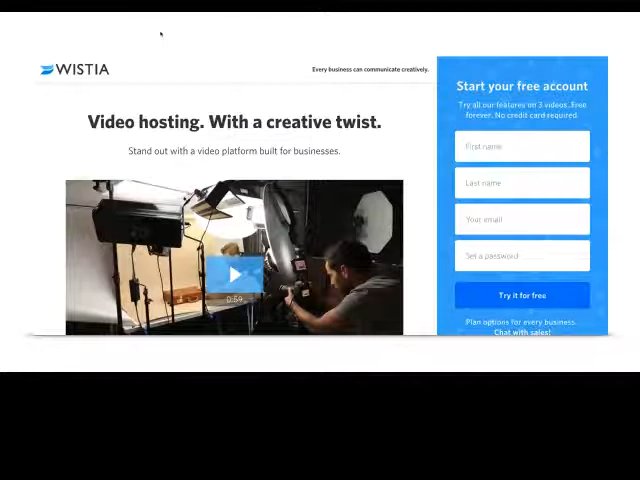 WISTIA
Every business can communicate creatively.
Video hosting. With a creative twist.
Stand out with a video platform built for businesses.
0:59
Start your free account
Try all our features on 3 videos. Free
forever. No credit card required.
First name
Last name
Your email
Set a password
Try it for free
Plan options for every business.
Chat with sales!